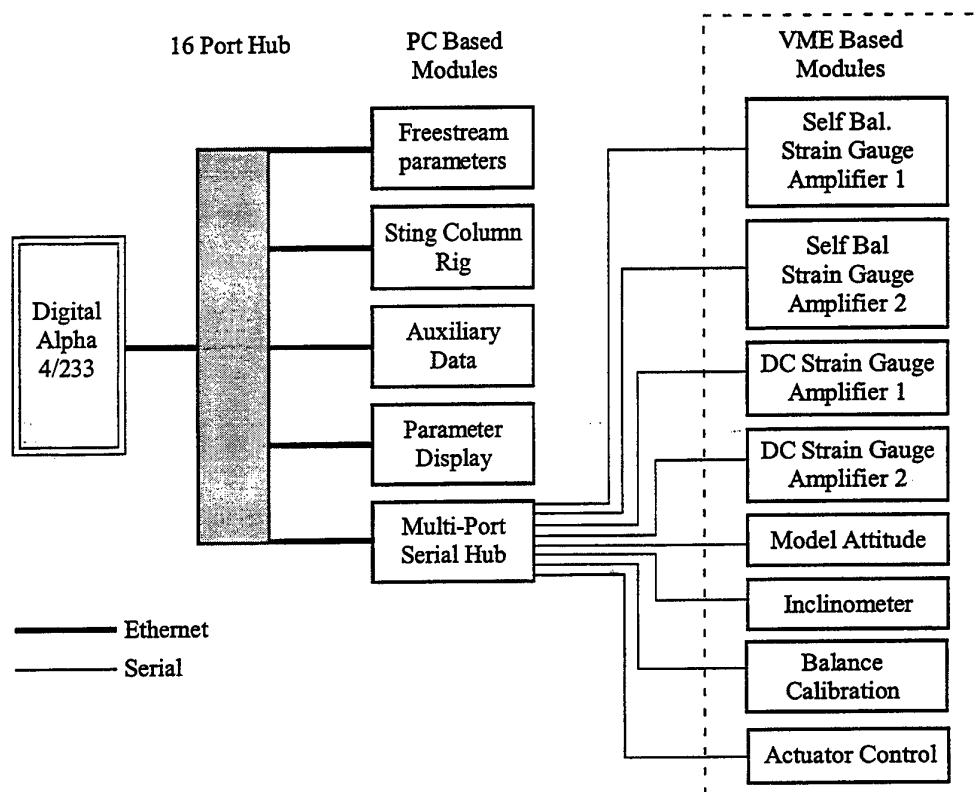 16 Port Hub
PC Based
Modules
VME Based
Modules
Freestream
parameters
Sting Column
Rig
Auxiliary
Data
Parameter
Display
Multi-Port
Serial Hub
Digital
Alpha
4/233
Self Bal.
Strain Gauge
Amplifier 1
Self Bal
Strain Gauge
Amplifier 2
DC Strain Gauge
Amplifier 1
DC Strain Gauge
Amplifier 2
Model Attitude
Inclinometer
Balance
Calibration
Actuator Control
Ethernet
Serial